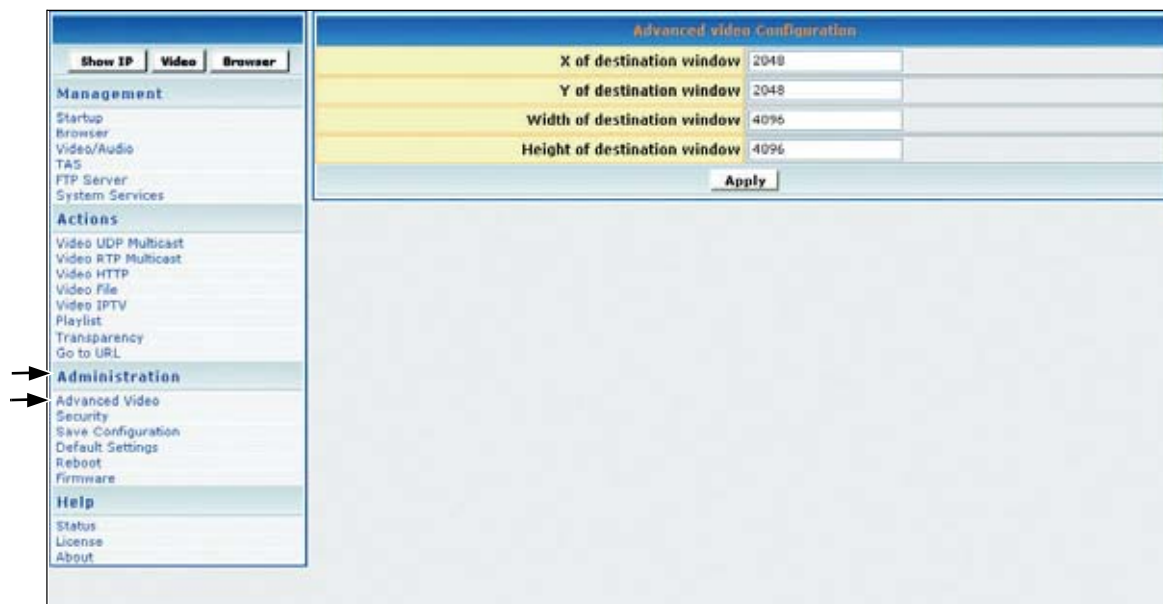 Show IP Video Browser
Management
Startup
Browser
Video/Audio
TAS
FTP Server
System Services
Actions
Video UDP Multicast
Video RTP Multicast
Video HTTP
Video File
Video IPTV
Playlist
Transparency
Go to URL
Administration
Advanced Video
Security
Save Configuration
Default Settings
Reboot
Firmware
Help
Status
License
About
Advanced video Configuration
X of destination window 2048
Y of destination window 2048
Width of destination window 4096
Height of destination window 4096
Apply